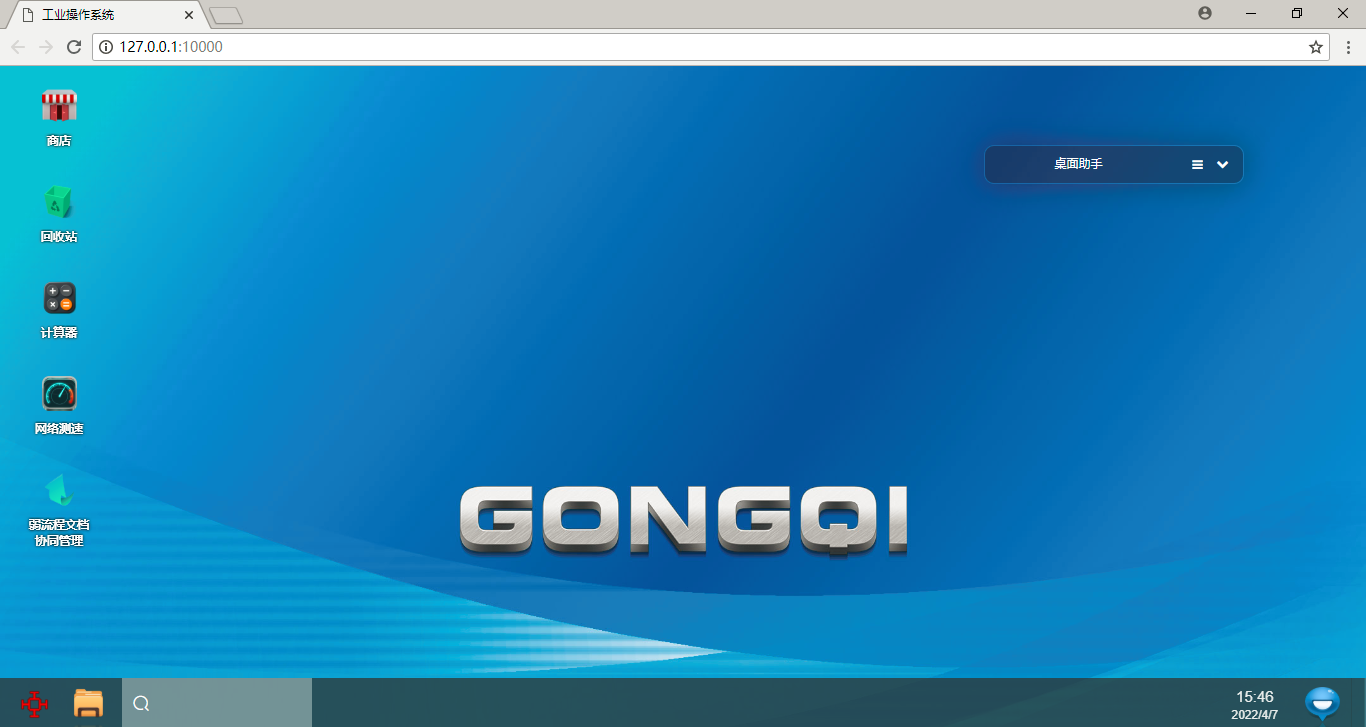 工业操作系统
127.0.0.1:10000
商店
桌面助手
回收站
计算器
网络测速
弱流程文档
协同管理
GONGQI
15:46
2022/4/7